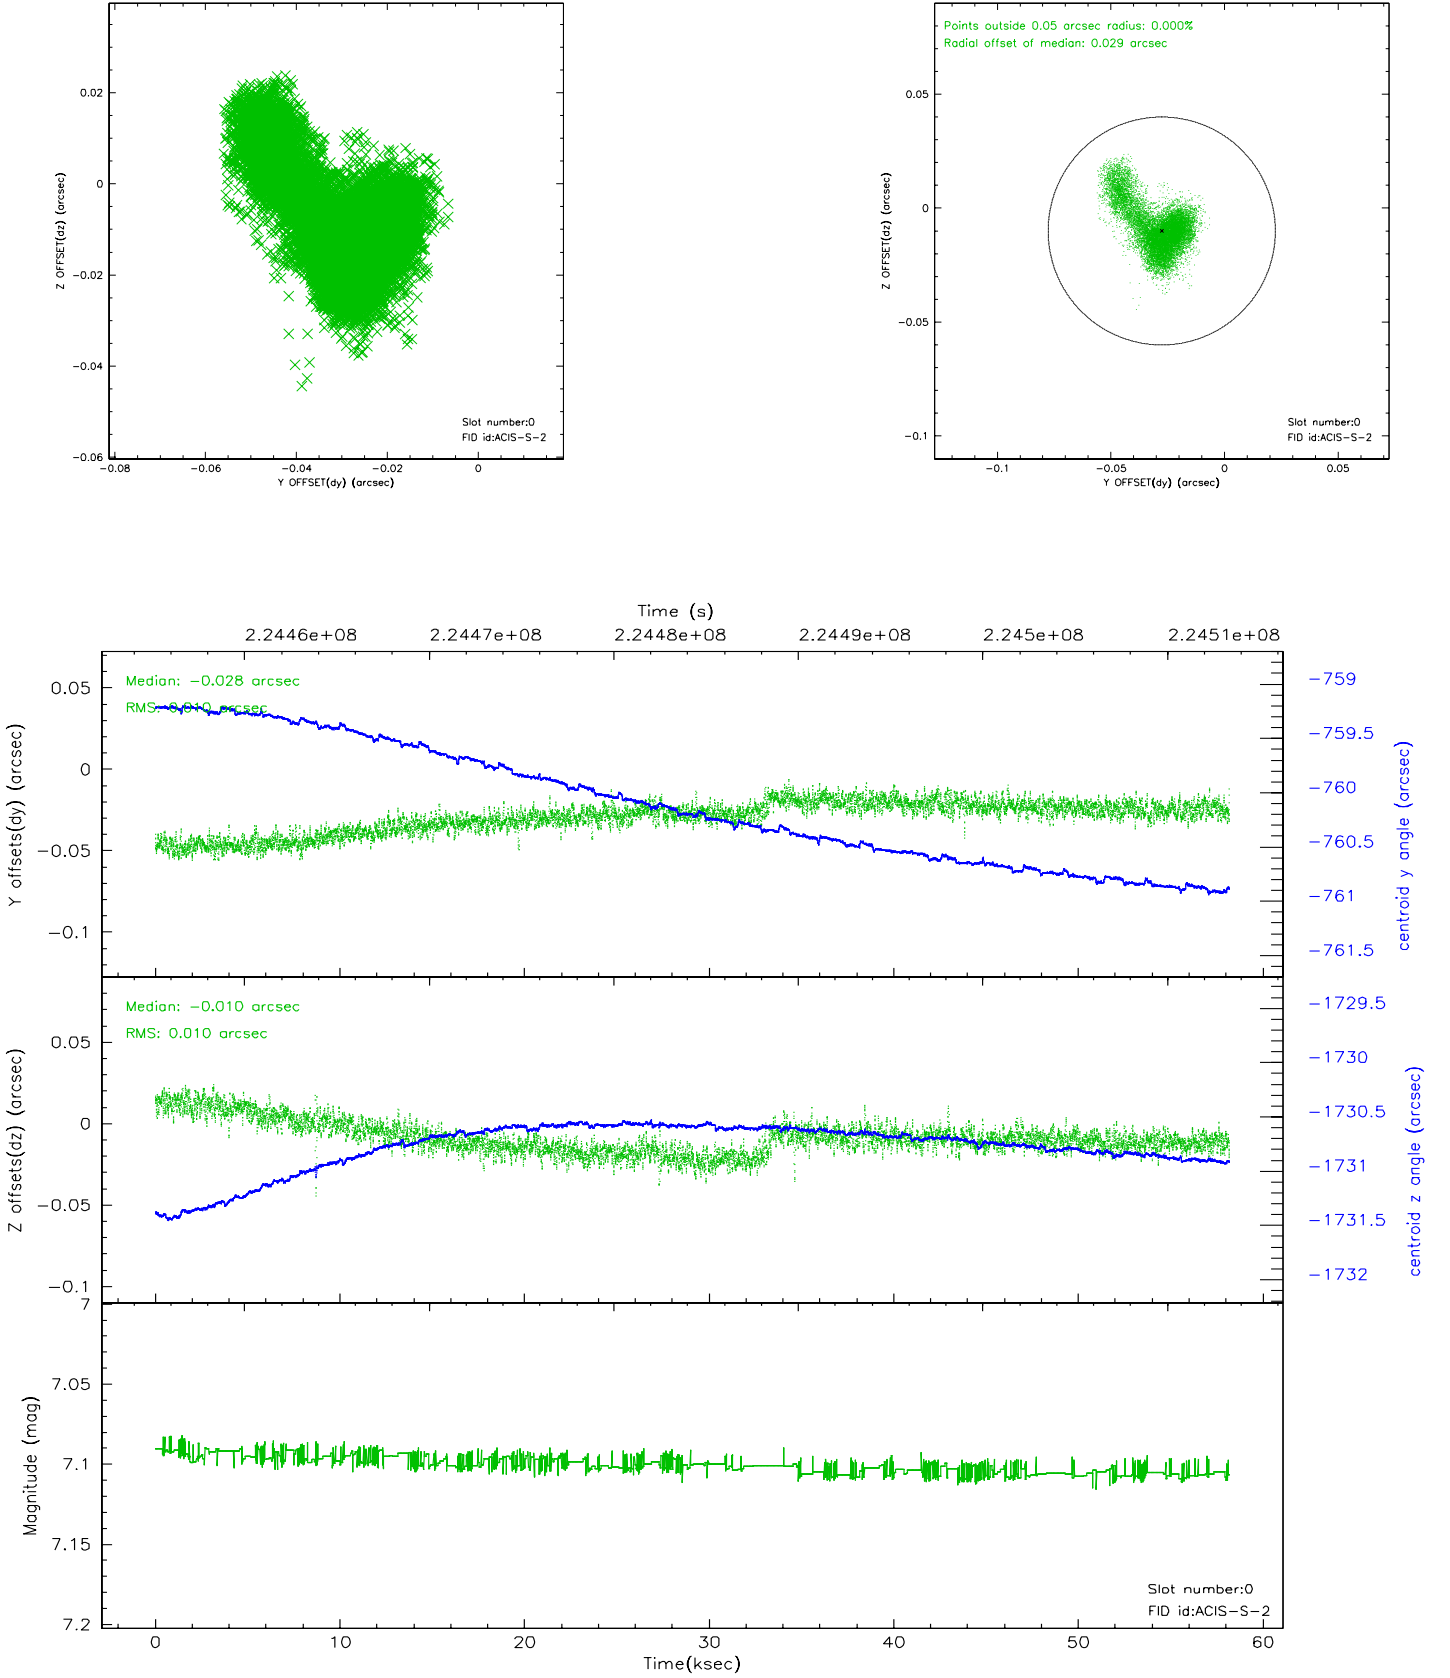 0.02
0
−0.02
−0.04
−0.06
Z OFFSET(dz) (arcsec)
Slot number:0
FID id:ACIS−S−2
−0.08
−0.06
−0.04
−0.02
0
Y OFFSET(dy) (arcsec)
Points outside 0.05 arcsec radius: 0.000%
Radial offset of median: 0.029 arcsec
0.05
0
−0.05
−0.1
Z OFFSET(dz) (arcsec)
Slot number:0
FID id:ACIS−S−2
−0.1
−0.05
0
0.05
Y OFFSET(dy) (arcsec)
Time (s)
2.2446e+08
2.2447e+08
2.2448e+08
2.2449e+08
2.245e+08
2.2451e+08
Median: −0.028 arcsec
RMS: 0.010 arcsec
0.05
0
−0.05
−0.1
Y offsets(dy) (arcsec)
−759
−759.5
−760
−760.5
−761
−761.5
centroid y angle (arcsec)
Median: −0.010 arcsec
RMS: 0.010 arcsec
0.05
0
−0.05
−0.1
Z offsets(dz) (arcsec)
−1729.5
−1730
−1730.5
−1731
−1731.5
−1732
centroid z angle (arcsec)
7
7.05
7.1
7.15
7.2
Magnitude (mag)
Slot number:0
FID id:ACIS−S−2
0
10
20
30
40
50
60
Time(ksec)